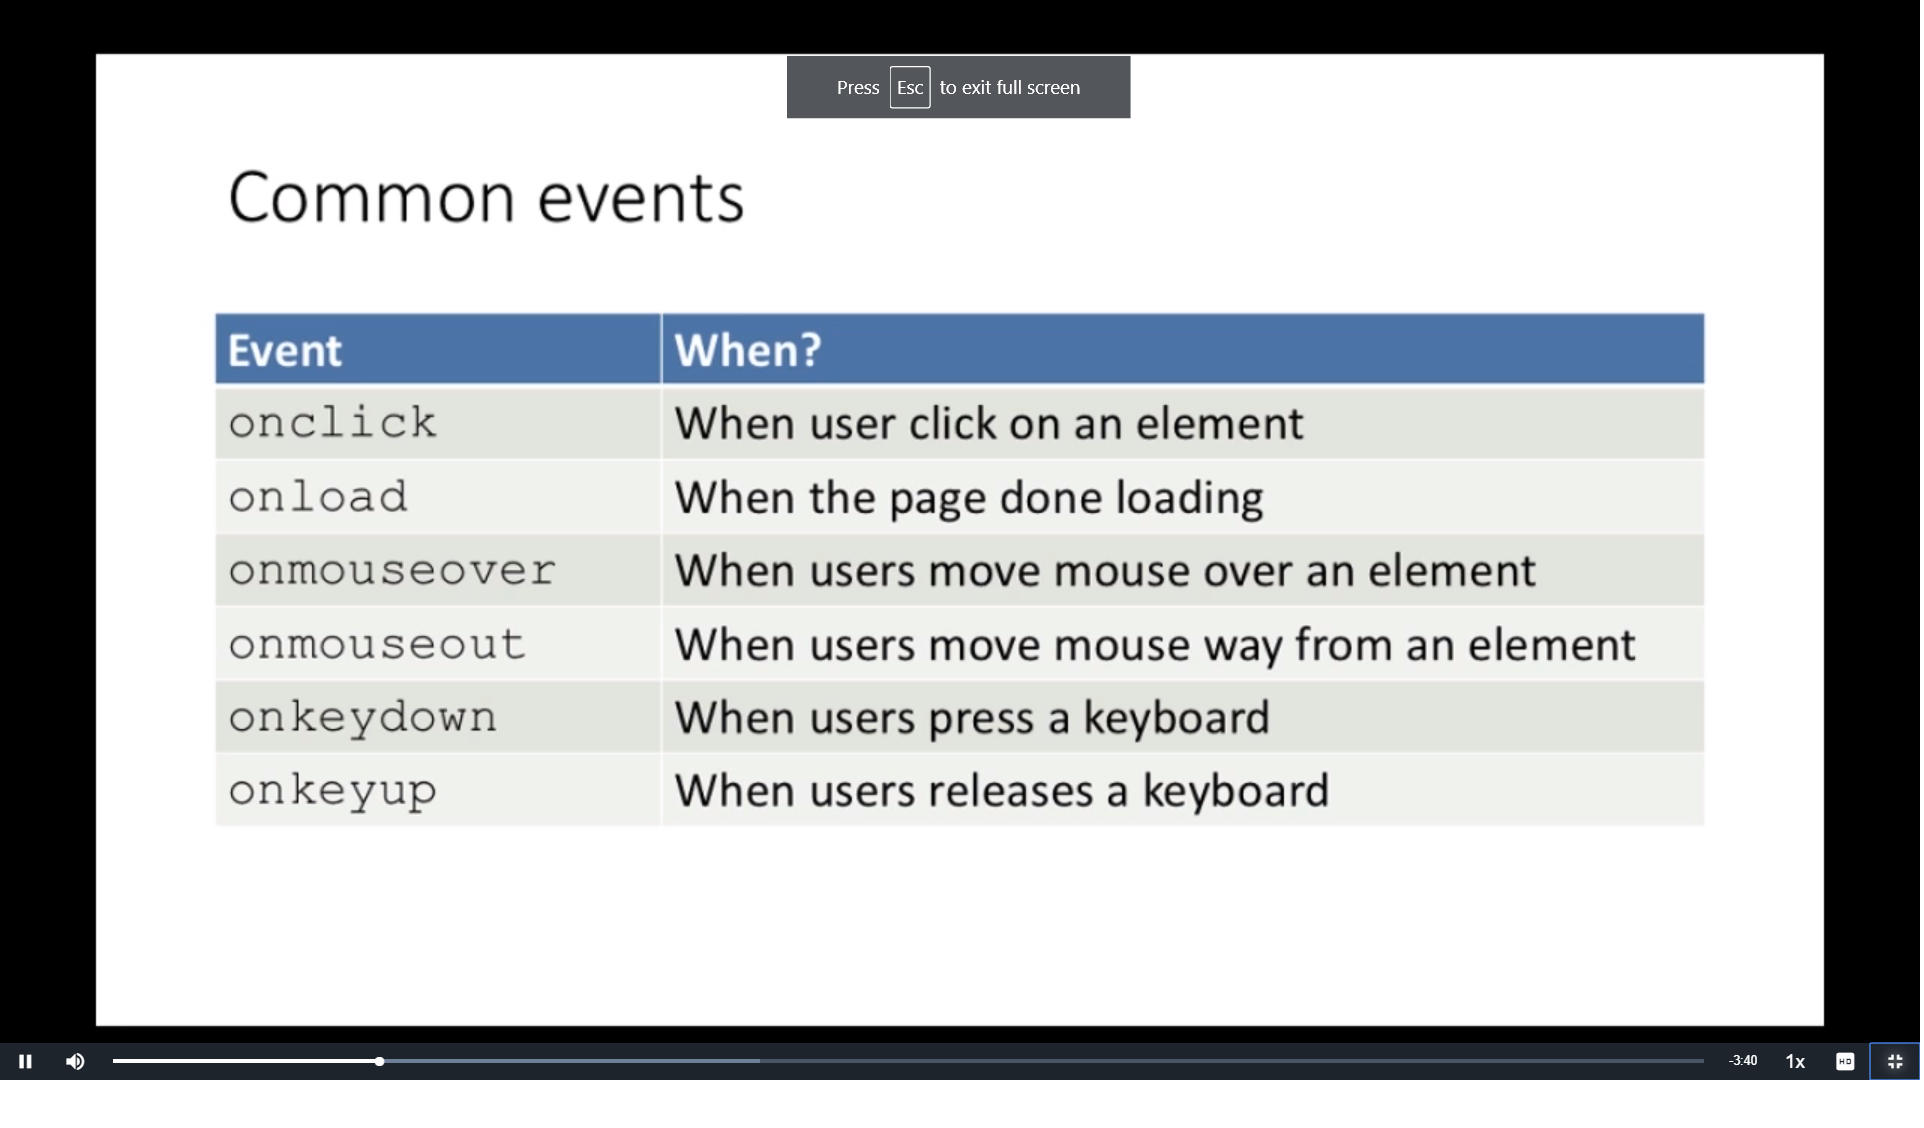 Press Esc to exit full screen
Common events
Event When?
onclick When user click on an element
onload When the page done loading
onmouseover When users move mouse over an element
onmouseout When users move mouse way from an element
onkeydown When users press a keyboard
onkeyup When users releases a keyboard
-3:40 1x HD